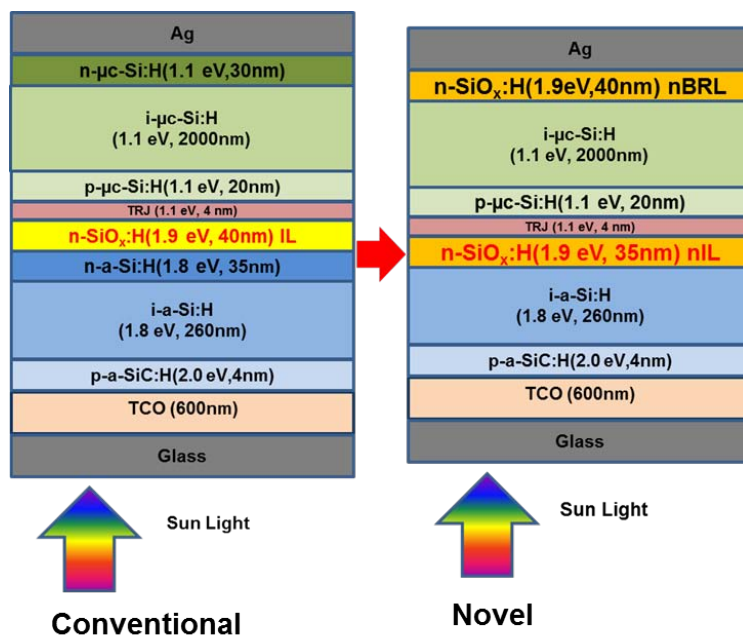 Ag
n-µc-Si:H(1.1 eV,30nm)
i-µc-Si:H
(1.1 eV, 2000nm)
p-µc-Si:H(1.1 eV, 20nm)
TRJ (1.1 eV, 4 nm)
n-SiOₓ:H(1.9 eV, 40nm) IL
n-a-Si:H(1.8 eV, 35nm)
i-a-Si:H
(1.8 eV, 260nm)
p-a-SiC:H(2.0 eV,4nm)
TCO (600nm)
Glass
Sun Light
Conventional
Ag
n-SiOₓ:H(1.9eV,40nm) nBRL
i-µc-Si:H
(1.1 eV, 2000nm)
p-µc-Si:H(1.1 eV, 20nm)
TRJ (1.1 eV, 4 nm)
n-SiOₓ:H(1.9 eV, 35nm) nIL
i-a-Si:H
(1.8 eV, 260nm)
p-a-SiC:H(2.0 eV,4nm)
TCO (600nm)
Glass
Sun Light
Novel